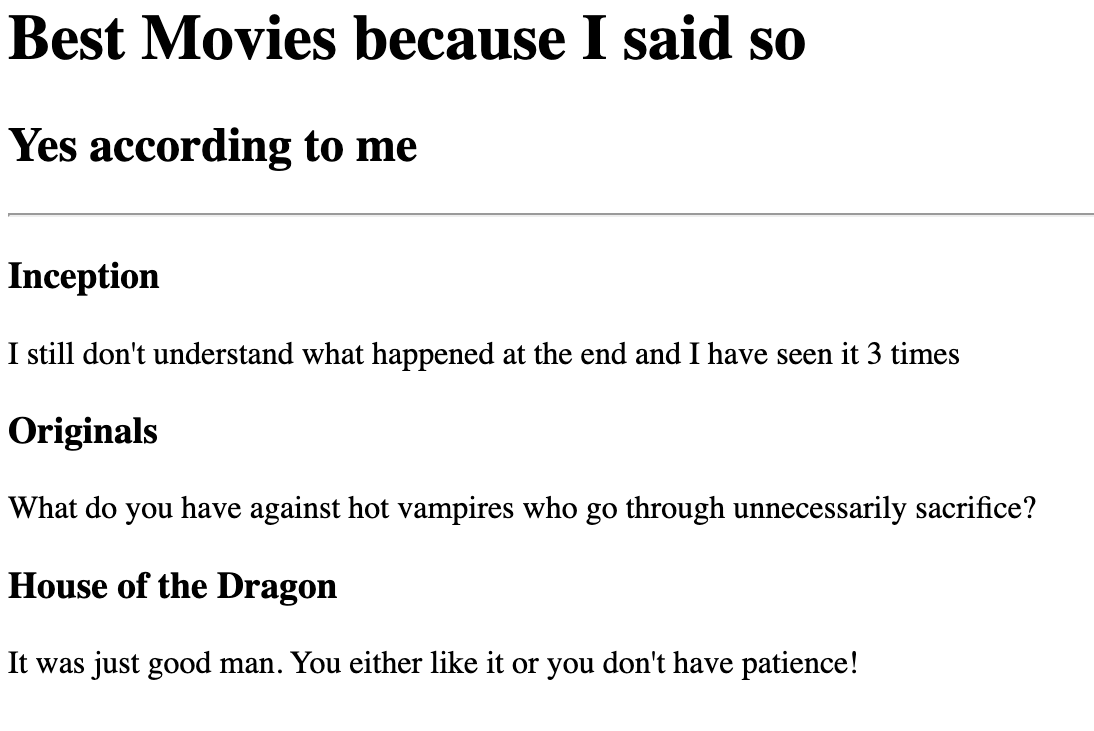 Best Movies because I said so
Yes according to me
Inception
I still don't understand what happened at the end and I have seen it 3 times
Originals
What do you have against hot vampires who go through unnecessarily sacrifice?
House of the Dragon
It was just good man. You either like it or you don't have patience!